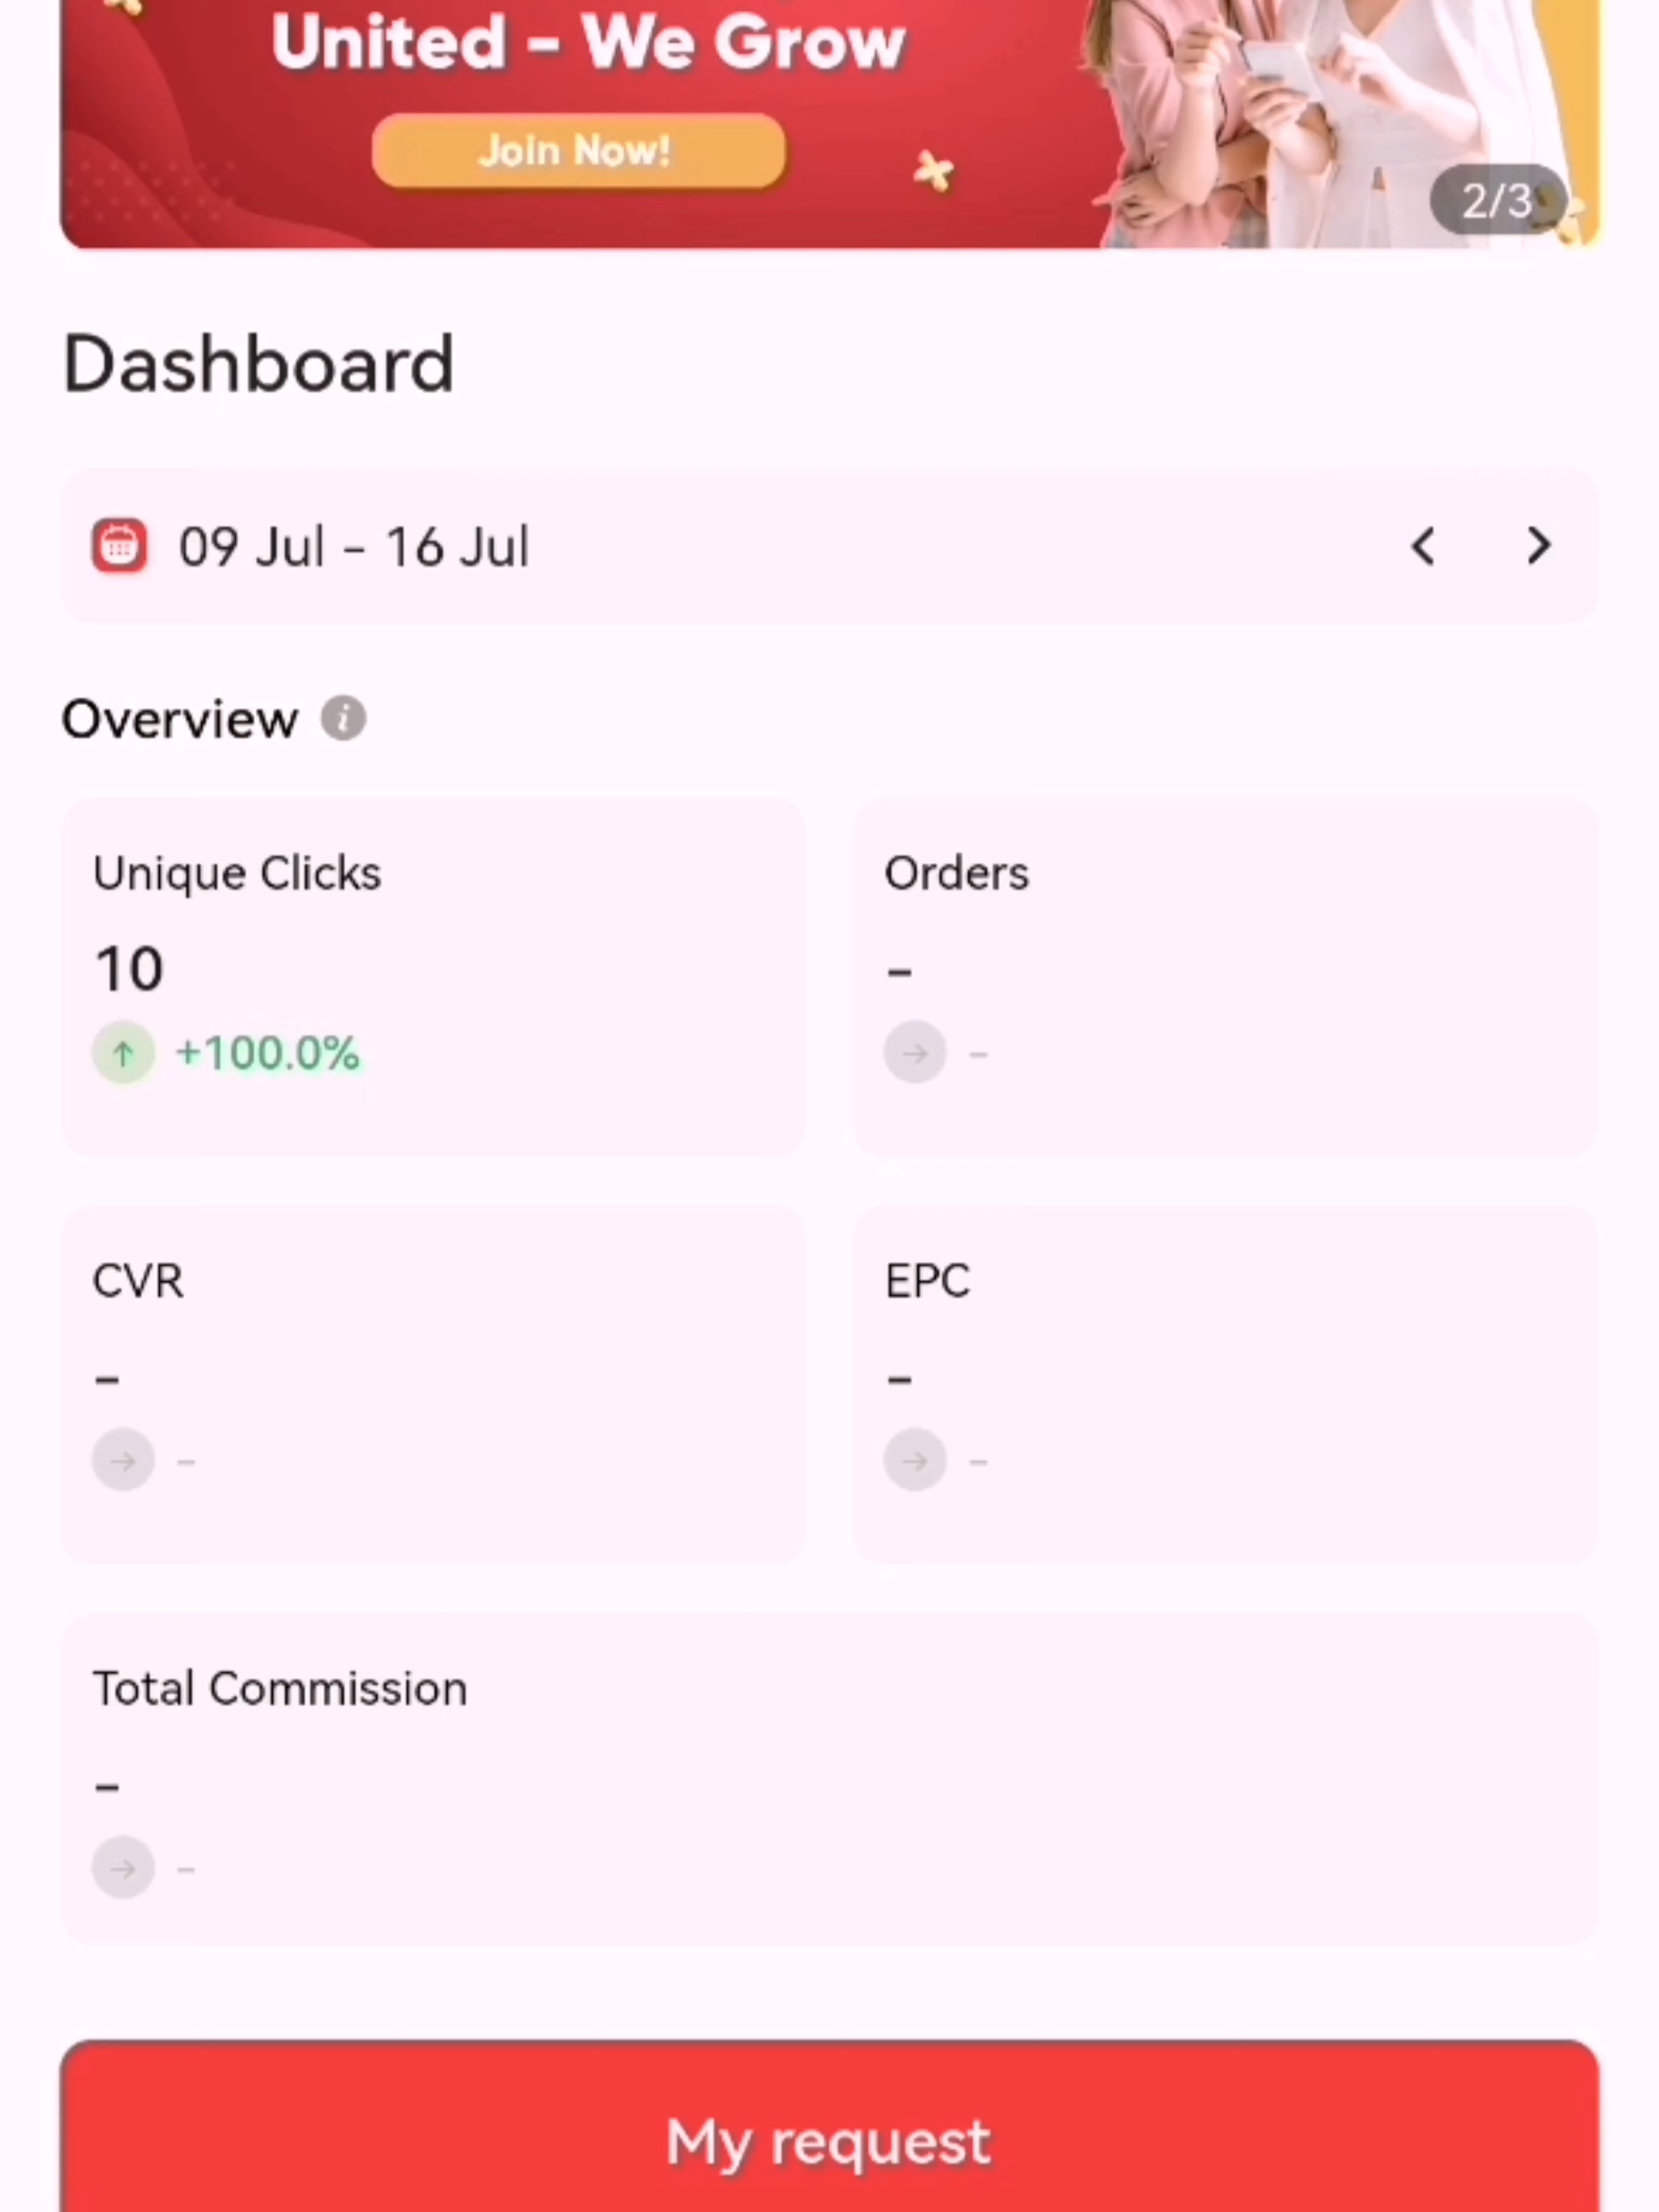 United - We Grow
Join Now!
2/3
Dashboard
09 Jul - 16 Jul
Overview
Unique Clicks
10
+100.0%
Orders
-
-
CVR
-
-
EPC
-
-
Total Commission
-
-
My request